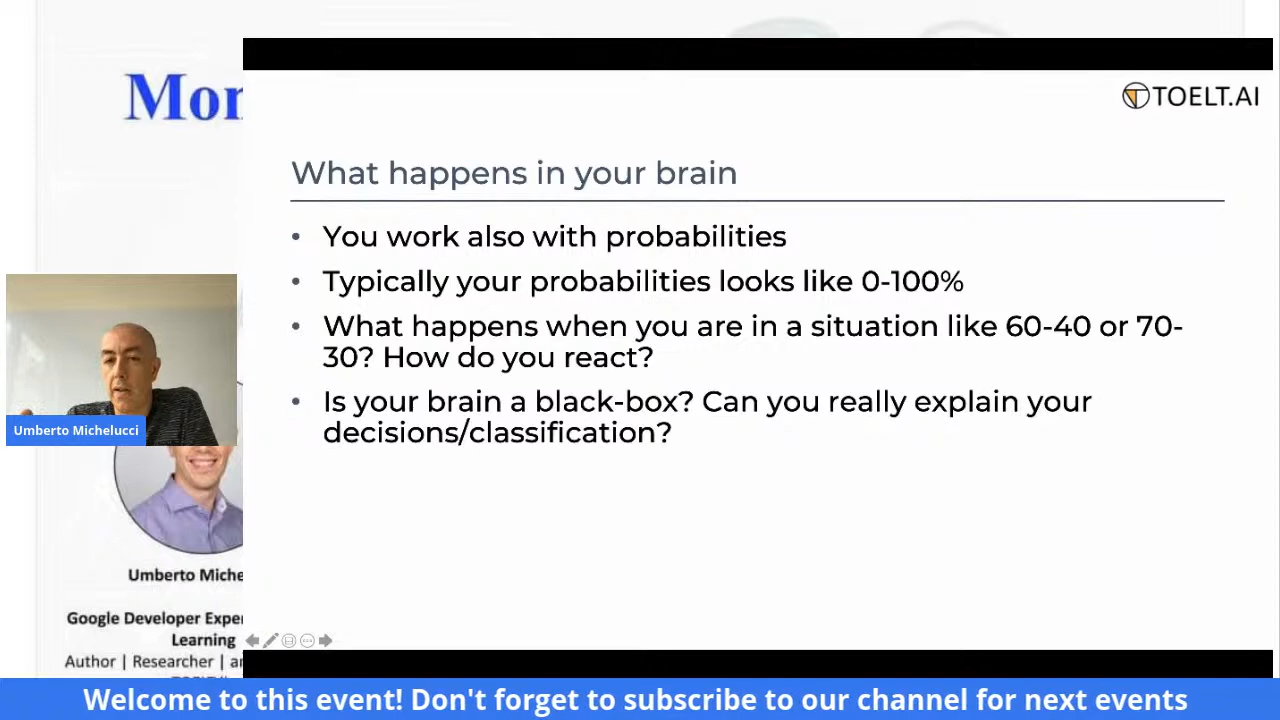 Mon
TOELT.AI
What happens in your brain
• You work also with probabilities
• Typically your probabilities looks like 0-100%
• What happens when you are in a situation like 60-40 or 70-
30? How do you react?
• Is your brain a black-box? Can you really explain your
decisions/classification?
Umberto Michelucci
Umberto Miche
Google Developer Exper
Learning
Author | Researcher | an
Welcome to this event! Don't forget to subscribe to our channel for next events